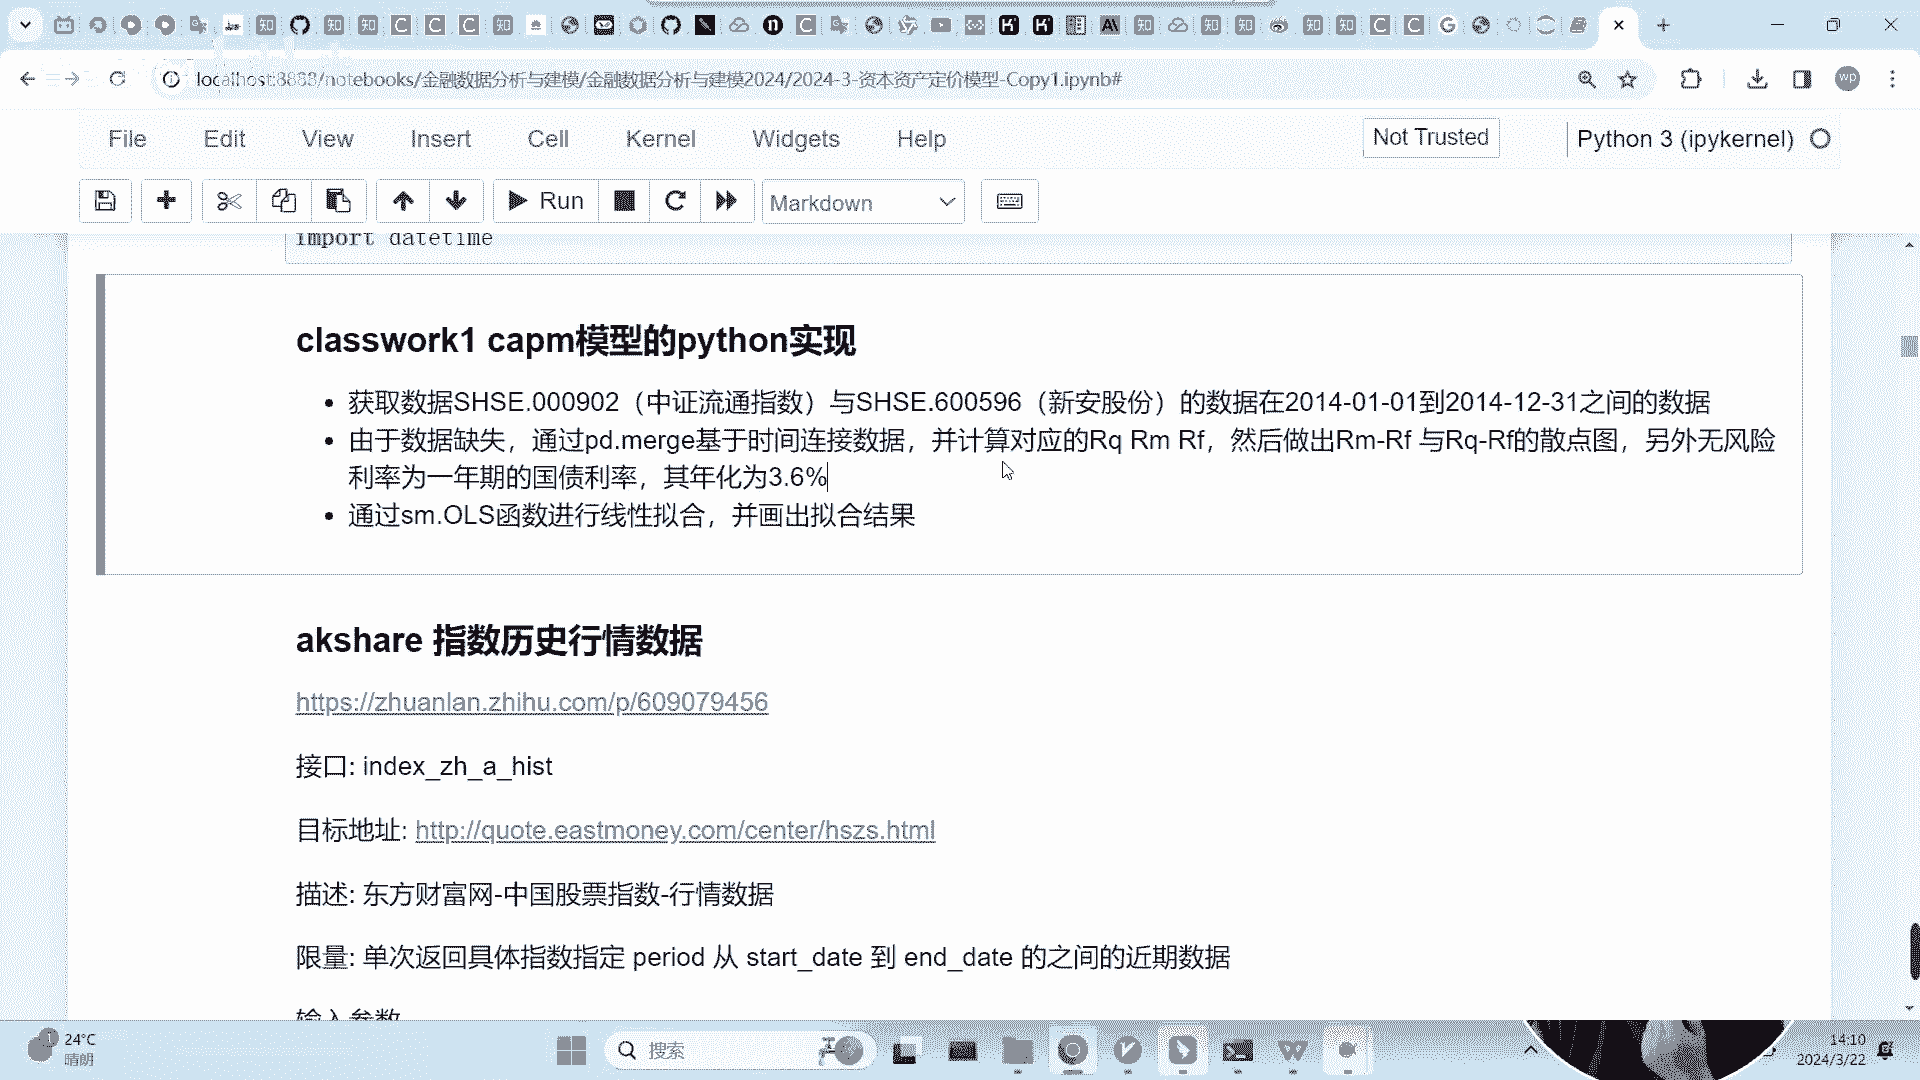 localhost:8888/notebooks/金融数据分析与建模/金融数据分析与建模2024/2024-3-资本资产定价模型-Copy1.ipynb#
wp
File Edit View Insert Cell Kernel Widgets Help
Not Trusted
Python 3 (ipykernel)
Run
Markdown
import datetime
classwork1 capm模型的python实现
获取数据SHSE.000902（中证流通指数）与SHSE.600596（新安股份）的数据在2014-01-01到2014-12-31之间的数据
由于数据缺失，通过pd.merge基于时间连接数据，并计算对应的Rq Rm Rf，然后做出Rm-Rf 与Rq-Rf的散点图，另外无风险
利率为一年期的国债利率，其年化为3.6%
通过sm.OLS函数进行线性拟合，并画出拟合结果
akshare 指数历史行情数据
https://zhuanlan.zhihu.com/p/609079456
接口: index_zh_a_hist
目标地址: http://quote.eastmoney.com/center/hszs.html
描述: 东方财富网-中国股票指数-行情数据
限量: 单次返回具体指数指定 period 从 start_date 到 end_date 的之间的近期数据
输入参数
24°C
晴朗
搜索
14:10
2024/3/22